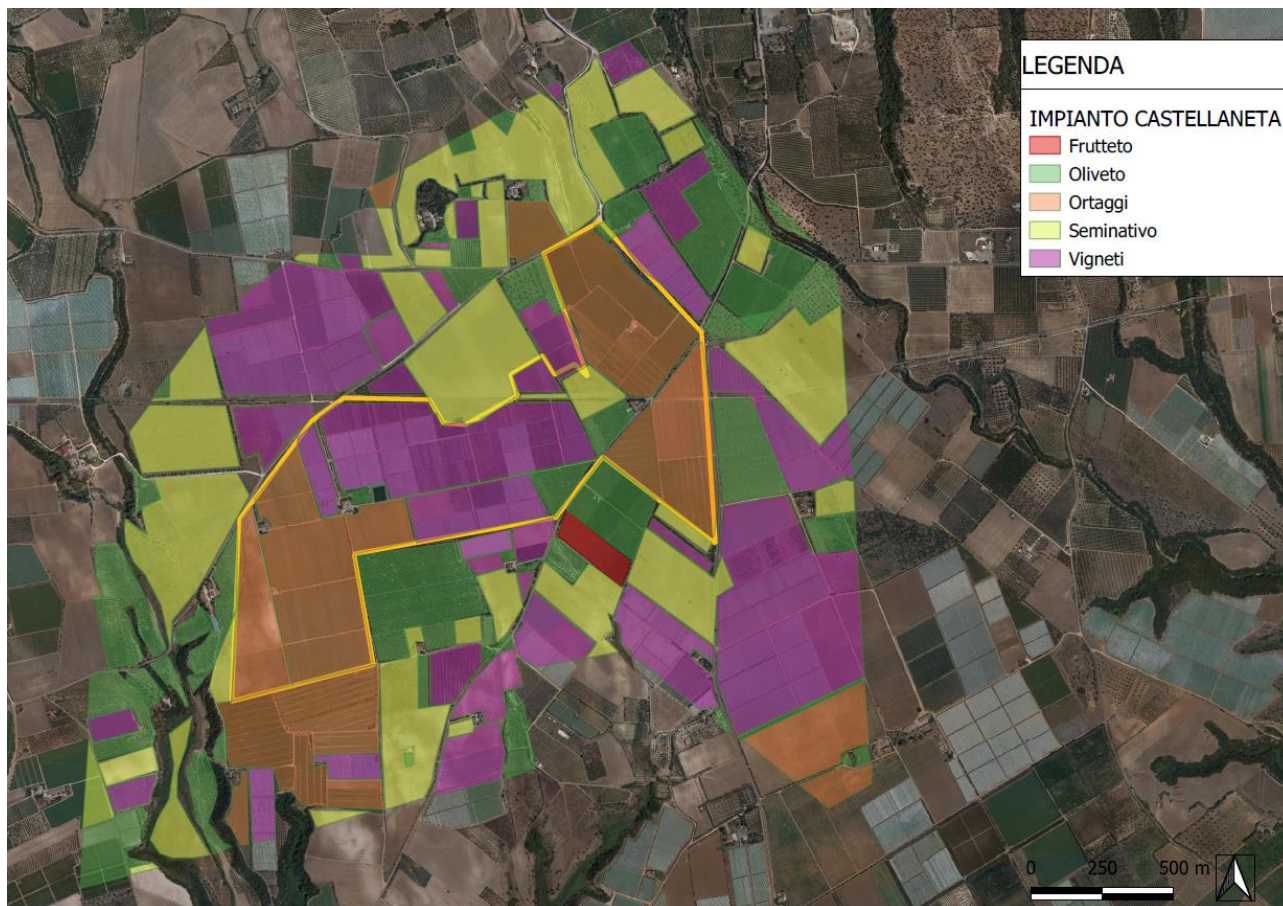 LEGENDA
IMPIANTO CASTELLANETA
Frutteto
Oliveto
Ortaggi
Seminativo
Vigneti
0 250 500 m